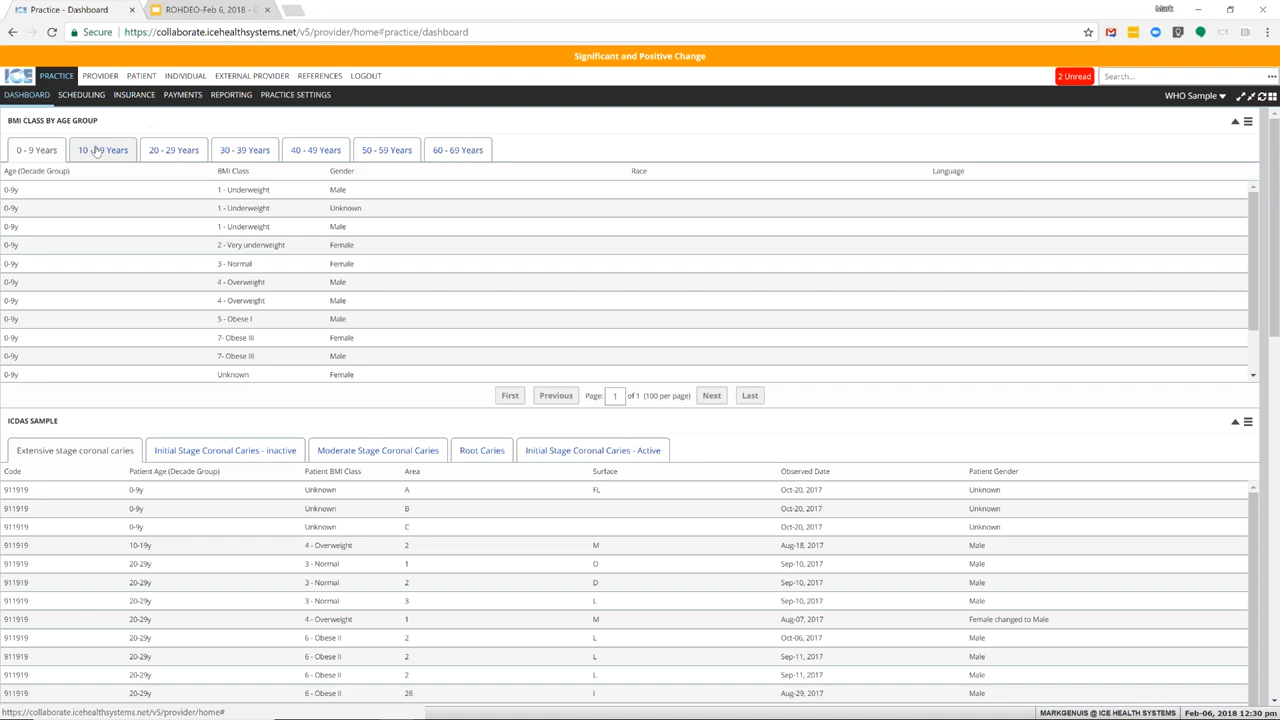 Practice - Dashboard
ROHDEO-Feb 6, 2018 - G
Secure
https://collaborate.icehealthsystems.net/v5/provider/home#practice/dashboard
Significant and Positive Change
ICE PRACTICE PROVIDER PATIENT INDIVIDUAL EXTERNAL PROVIDER REFERENCES LOGOUT
2 Unread
Search...
DASHBOARD SCHEDULING INSURANCE PAYMENTS REPORTING PRACTICE SETTINGS
WHO Sample
BMI CLASS BY AGE GROUP
0 - 9 Years 10 - 19 Years 20 - 29 Years 30 - 39 Years 40 - 49 Years 50 - 59 Years 60 - 69 Years
Age (Decade Group) BMI Class Gender Race Language
0-9y 1 - Underweight Male
0-9y 1 - Underweight Unknown
0-9y 1 - Underweight Male
0-9y 2 - Very underweight Female
0-9y 3 - Normal Female
0-9y 4 - Overweight Male
0-9y 4 - Overweight Male
0-9y 5 - Obese I Male
0-9y 7- Obese III Female
0-9y 7- Obese III Male
0-9y Unknown Female
First Previous Page: 1 of 1 (100 per page) Next Last
ICDAS SAMPLE
Extensive stage coronal caries Initial Stage Coronal Caries - inactive Moderate Stage Coronal Caries Root Caries Initial Stage Coronal Caries - Active
Code Patient Age (Decade Group) Patient BMI Class Area Surface Observed Date Patient Gender
911919 0-9y Unknown A FL Oct-20, 2017 Unknown
911919 0-9y Unknown B Oct-20, 2017 Unknown
911919 0-9y Unknown C Oct-20, 2017 Unknown
911919 10-19y 4 - Overweight 2 M Aug-18, 2017 Male
911919 20-29y 3 - Normal 1 O Sep-10, 2017 Male
911919 20-29y 3 - Normal 2 D Sep-10, 2017 Male
911919 20-29y 3 - Normal 3 L Sep-10, 2017 Male
911919 20-29y 4 - Overweight 1 M Aug-07, 2017 Female changed to Male
911919 20-29y 6 - Obese II 2 L Oct-06, 2017 Male
911919 20-29y 6 - Obese II 2 L Sep-11, 2017 Male
911919 20-29y 6 - Obese II 2 L Sep-11, 2017 Male
911919 20-29y 6 - Obese II 26 I Aug-29, 2017 Male
https://collaborate.icehealthsystems.net/v5/provider/home#
MARKGENUIS @ ICE HEALTH SYSTEMS Feb-06, 2018 12:30 pm